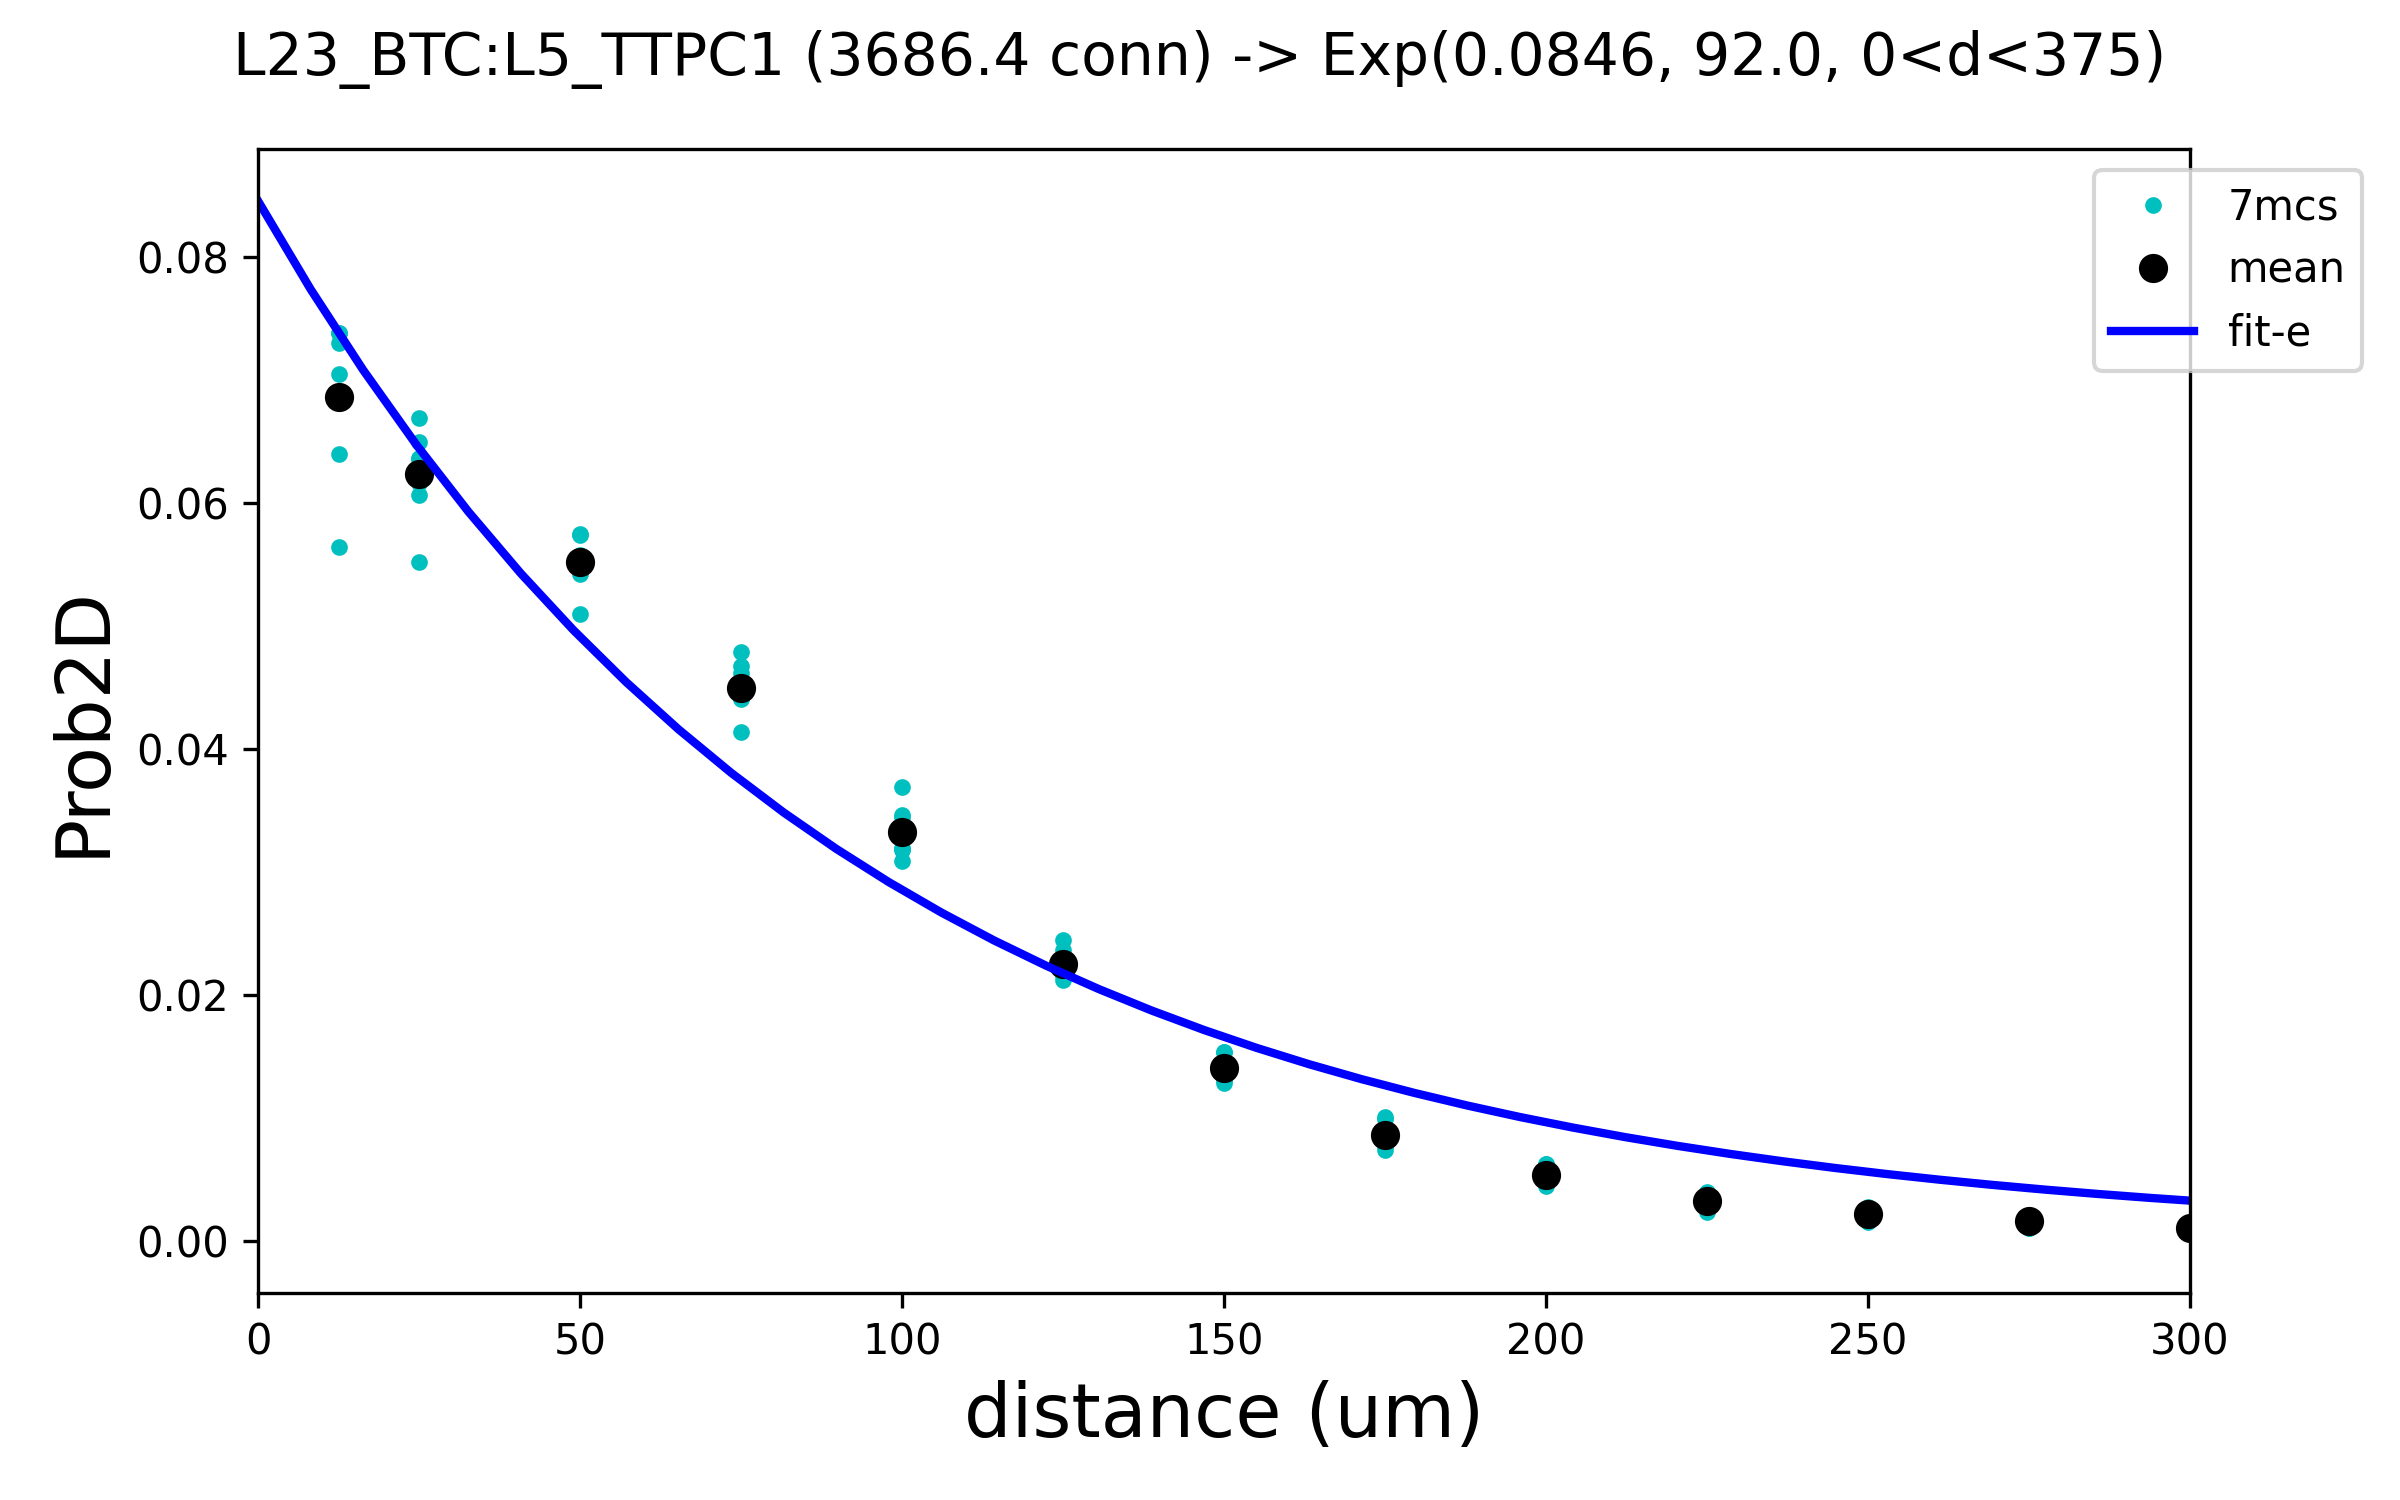 L23_BTC:L5_TTPC1 (3686.4 conn) -> Exp(0.0846, 92.0, 0<d<375)
7mcs
mean
fit-e
Prob2D
0.08
0.06
0.04
0.02
0.00
0 50 100 150 200 250 300
distance (um)